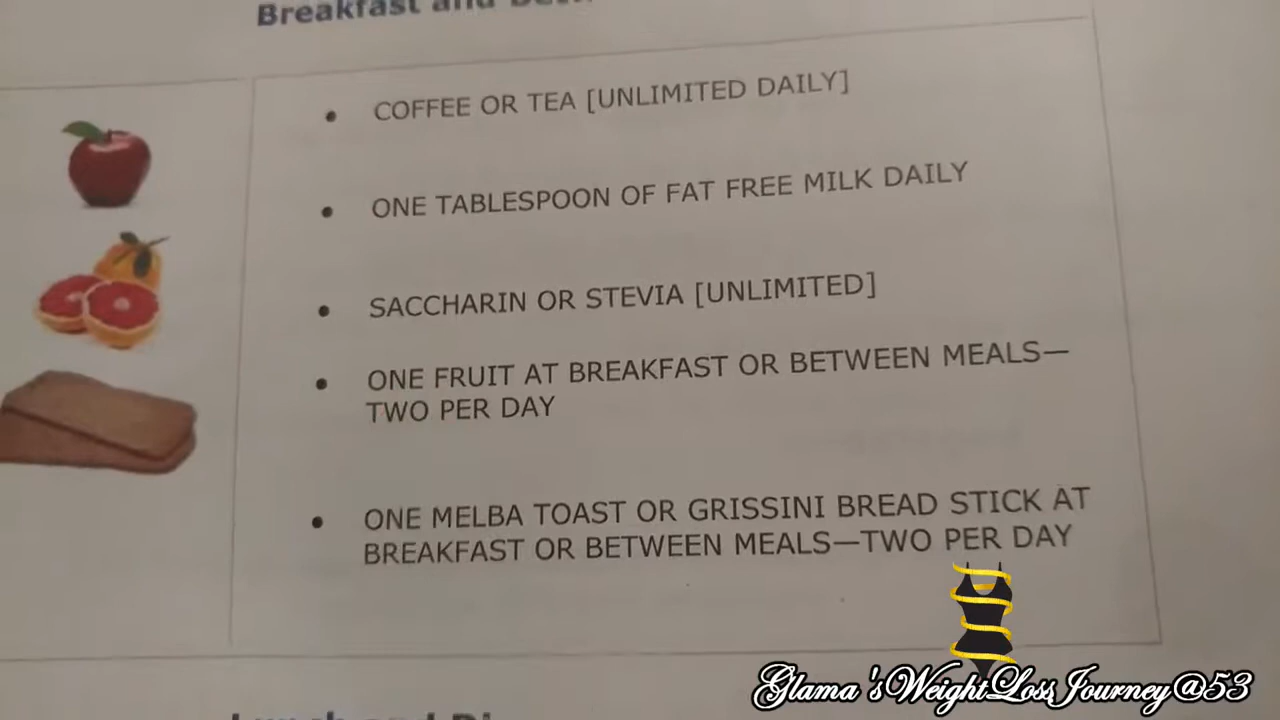 Breakfast and
COFFEE OR TEA [UNLIMITED DAILY]
ONE TABLESPOON OF FAT FREE MILK DAILY
SACCHARIN OR STEVIA [UNLIMITED]
ONE FRUIT AT BREAKFAST OR BETWEEN MEALS—
TWO PER DAY
ONE MELBA TOAST OR GRISSINI BREAD STICK AT
BREAKFAST OR BETWEEN MEALS—TWO PER DAY
Glama'sWeightLossJourney@53